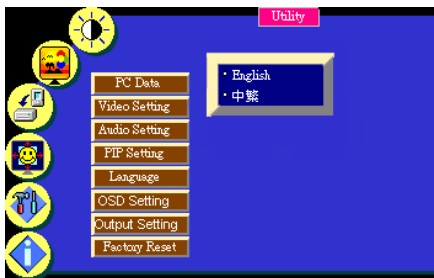 Utility
PC Data
Video Setting
Audio Setting
PIP Setting
Language
OSD Setting
Output Setting
Factory Reset
· English
· 中繁